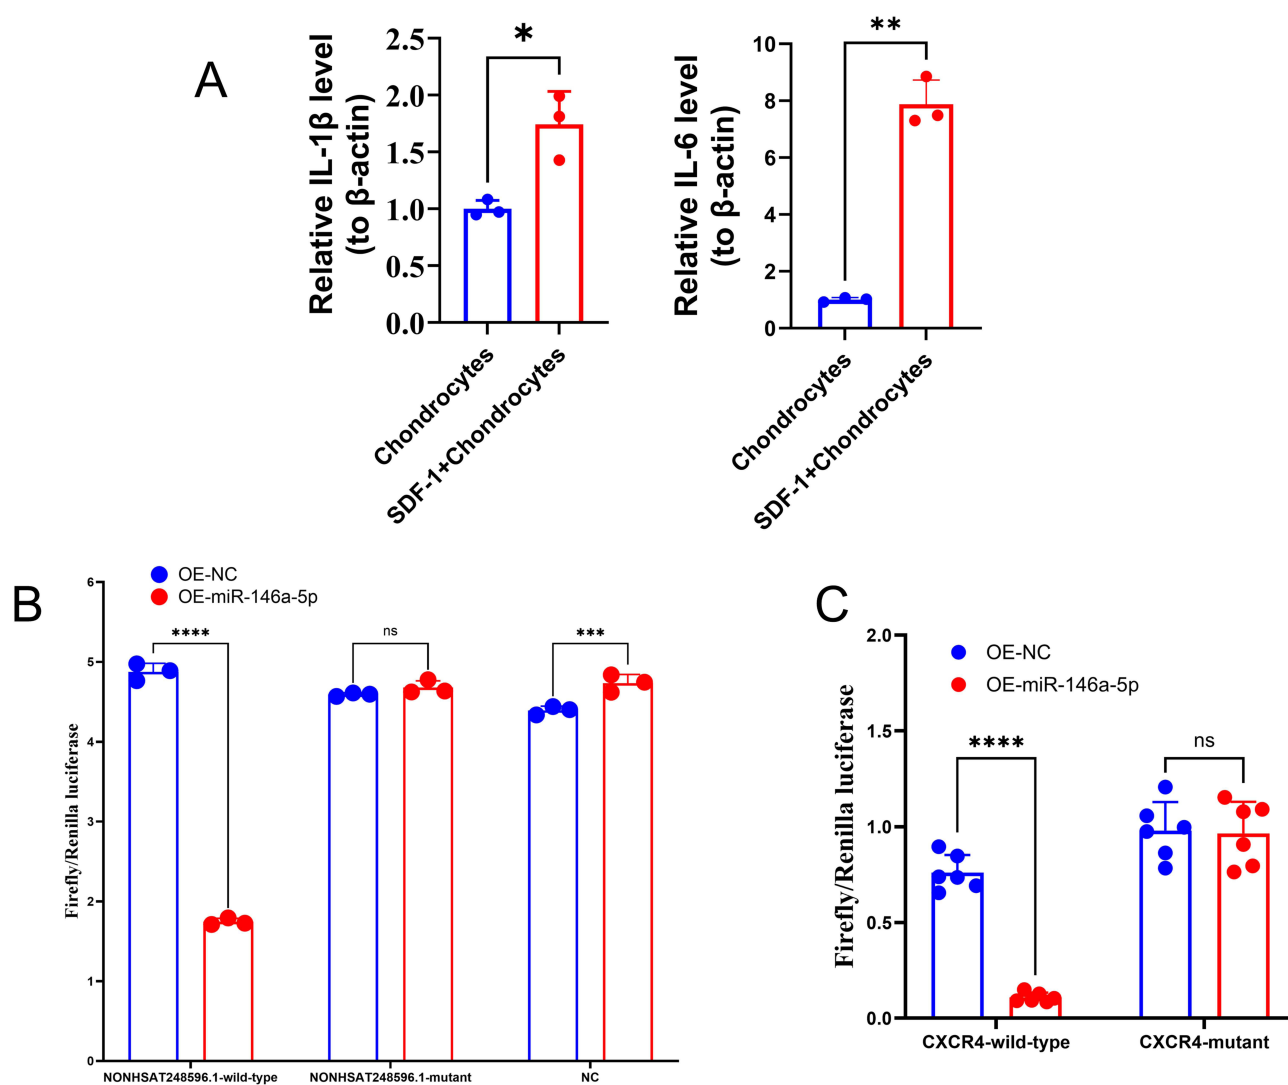 A
Relative IL-1β level
(to β-actin)
2.5
2.0
1.5
1.0
0.5
0.0
*
Chondrocytes
SDF-1+Chondrocytes
Relative IL-6 level
(to β-actin)
10
8
6
4
2
0
**
Chondrocytes
SDF-1+Chondrocytes
B
OE-NC
OE-miR-146a-5p
Firefly/Renilla luciferase
6
5
4
3
2
1
0
****
ns
***
NONHSAT248596.1-wild-type
NONHSAT248596.1-mutant
NC
C
OE-NC
OE-miR-146a-5p
Firefly/Renilla luciferase
2.0
1.5
1.0
0.5
0.0
****
ns
CXCR4-wild-type
CXCR4-mutant